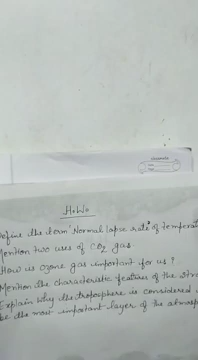 H.W.
Define the term Normal lapse rate of temperat
Mention two uses of CO2 gas.
How is ozone gas important for us ?
Mention the characteristic features of the stra
Explain why the troposphere is considered
be the most important layer of the atmosp